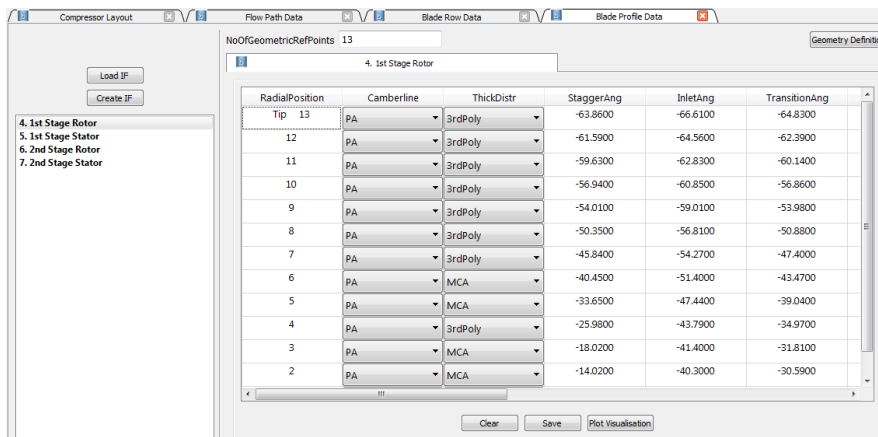 Compressor Layout Flow Path Data Blade Row Data Blade Profile Data
NoOfGeometricRefPoints 13
4. 1st Stage Rotor
Load IF
Create IF
4. 1st Stage Rotor
5. 1st Stage Stator
6. 2nd Stage Rotor
7. 2nd Stage Stator
RadialPosition Camberline ThickDistr StaggerAng InletAng TransitionAng
Tip 13 PA 3rdPoly -63.8600 -66.6100 -64.8300
12 PA 3rdPoly -61.5900 -64.5600 -62.3900
11 PA 3rdPoly -59.6300 -62.8300 -60.1400
10 PA 3rdPoly -56.9400 -60.8500 -56.8600
9 PA 3rdPoly -54.0100 -59.0100 -53.9800
8 PA 3rdPoly -50.3500 -56.8100 -50.8800
7 PA 3rdPoly -45.8400 -54.2700 -47.4000
6 PA MCA -40.4500 -51.4000 -43.4700
5 PA MCA -33.6500 -47.4400 -39.0400
4 PA 3rdPoly -25.9800 -43.7900 -34.9700
3 PA MCA -18.0200 -41.4000 -31.8100
2 PA MCA -14.0200 -40.3000 -30.5900
Clear Save Plot Visualisation